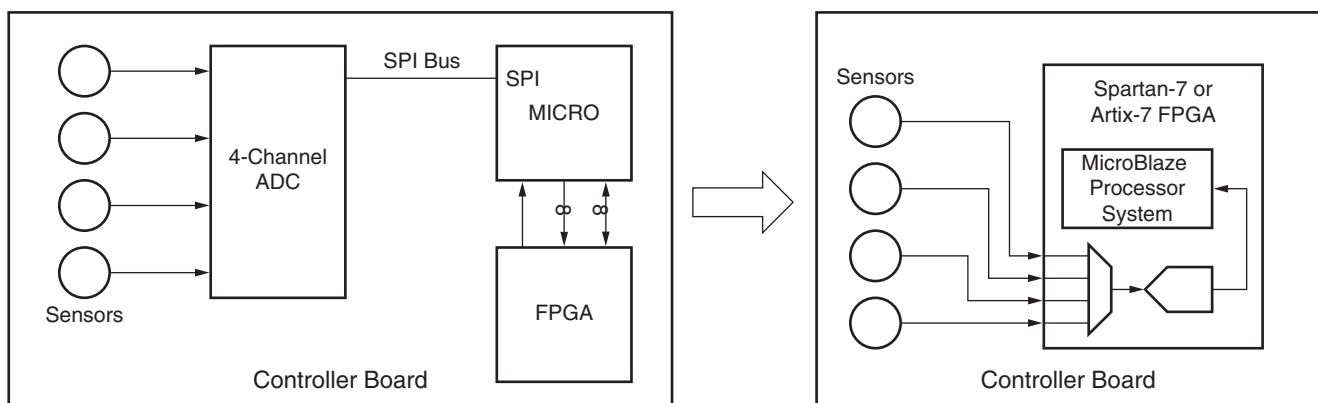 SPI Bus
SPI
MICRO
4-Channel
ADC
8
8
FPGA
Sensors
Controller Board
Sensors
Spartan-7 or
Artix-7 FPGA
MicroBlaze
Processor
System
Controller Board